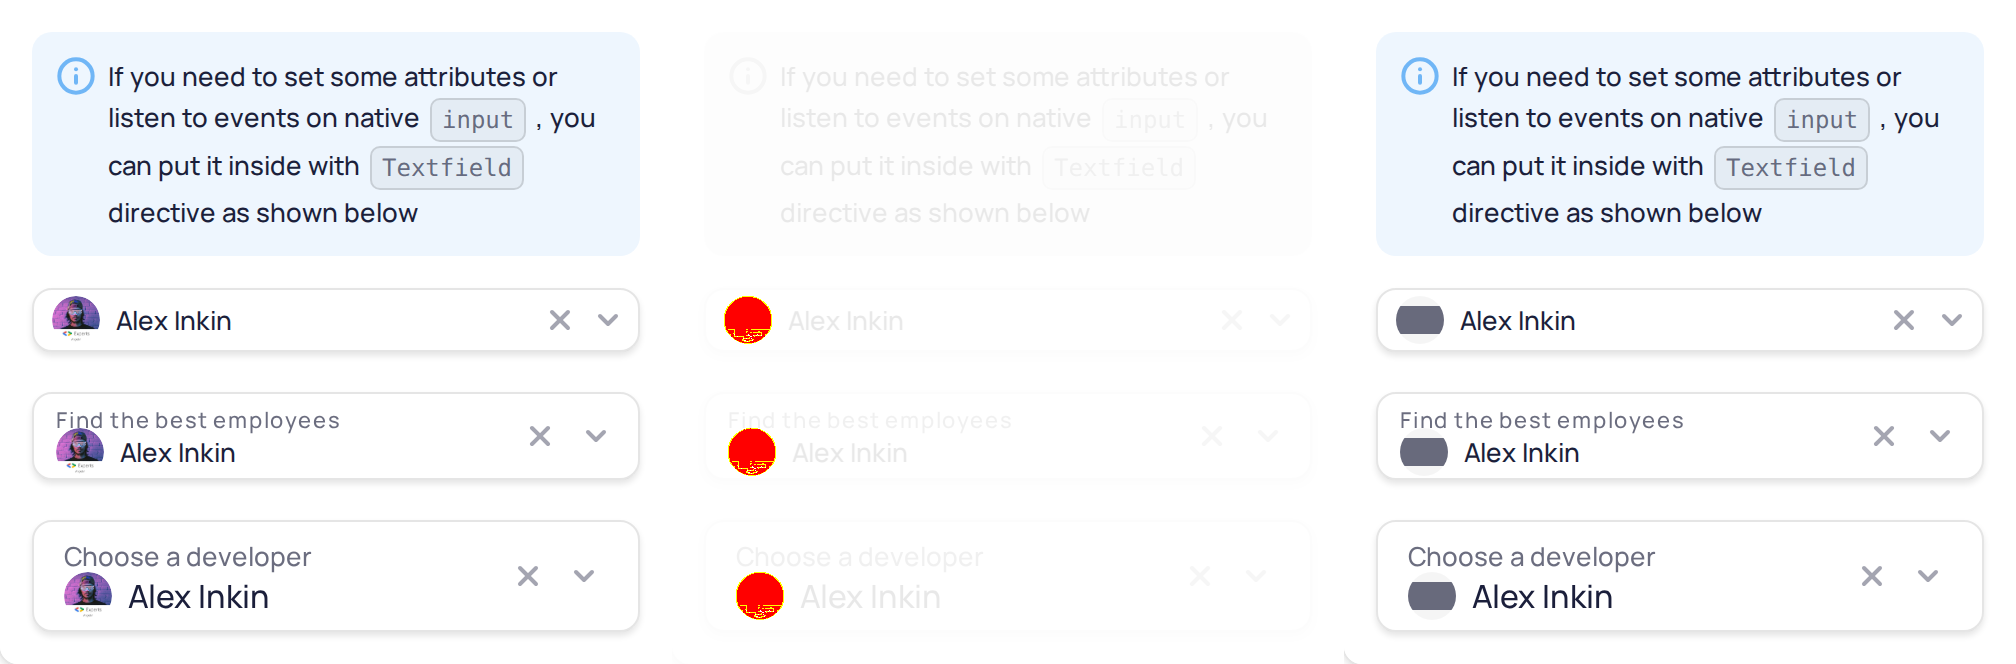 If you need to set some attributes or
listen to events on native input , you
can put it inside with Textfield
directive as shown below
Alex Inkin
Find the best employees
Alex Inkin
Choose a developer
Alex Inkin
If you need to set some attributes or
listen to events on native input , you
can put it inside with Textfield
directive as shown below
Alex Inkin
Find the best employees
Alex Inkin
Choose a developer
Alex Inkin
If you need to set some attributes or
listen to events on native input , you
can put it inside with Textfield
directive as shown below
Alex Inkin
Find the best employees
Alex Inkin
Choose a developer
Alex Inkin